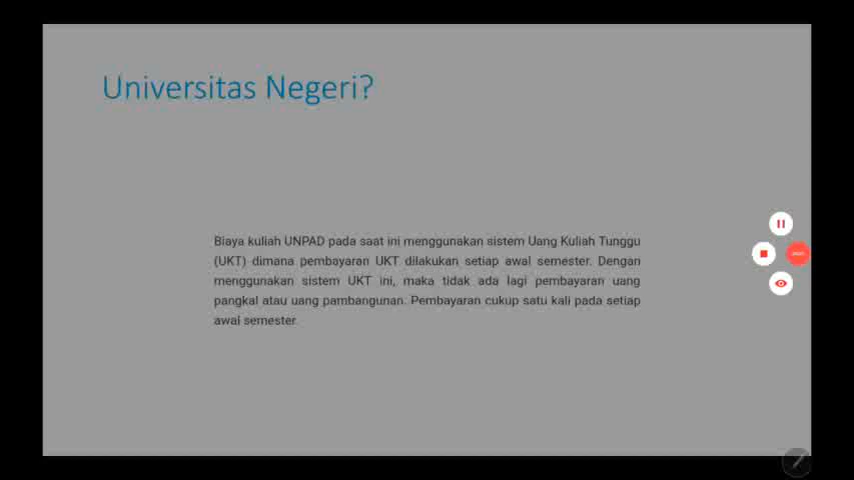 Universitas Negeri?
Biaya kuliah UNPAD pada saat ini menggunakan sistem Uang Kuliah Tunggu
(UKT) dimana pembayaran UKT dilakukan setiap awal semester. Dengan
menggunakan sistem UKT ini, maka tidak ada lagi pembayaran uang
pangkal atau uang pambangunan. Pembayaran cukup satu kali pada setiap
awal semester.